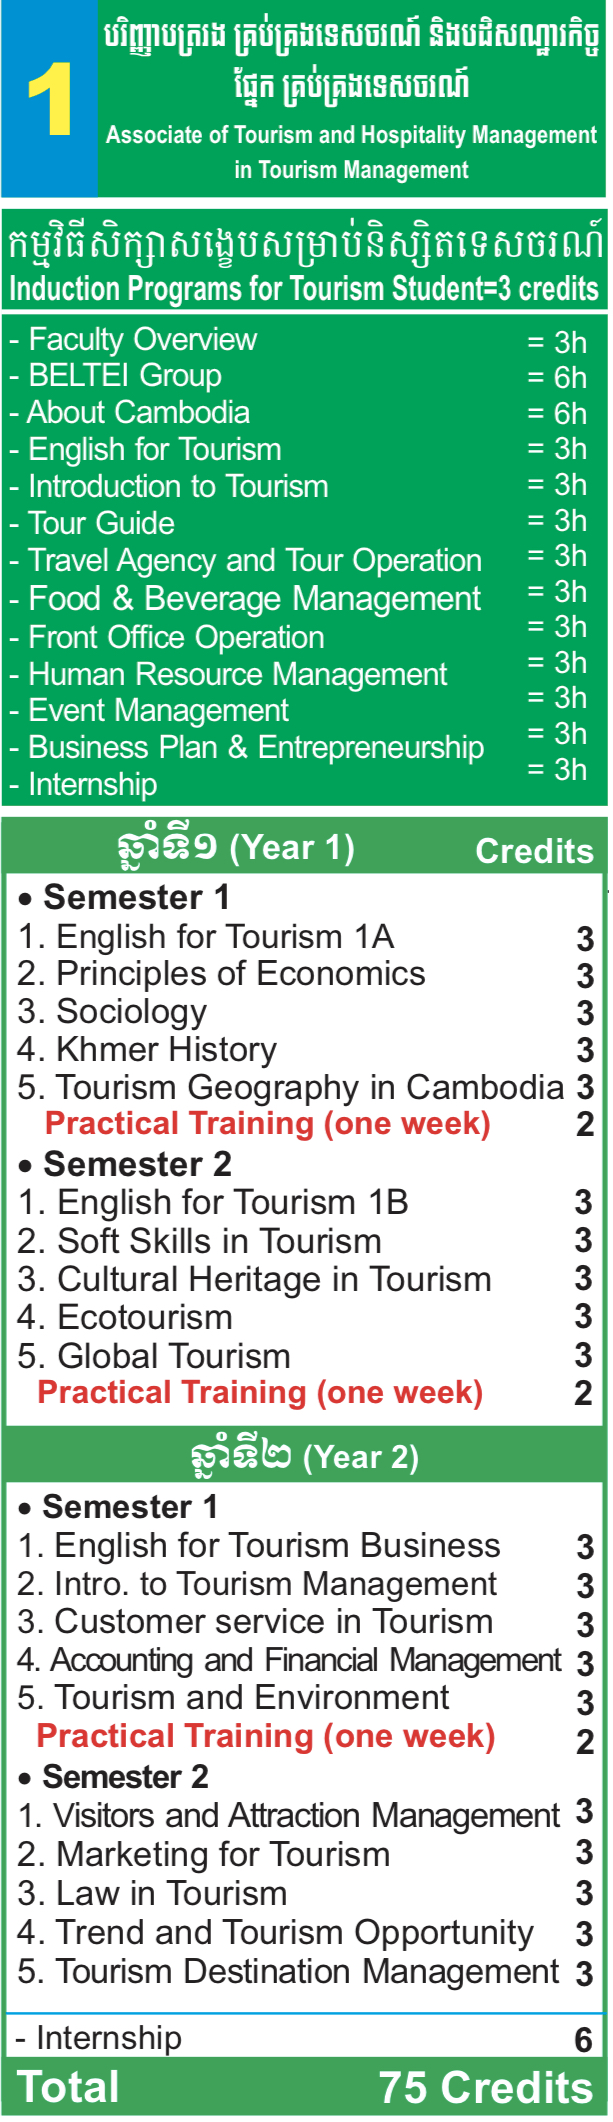 1
បរិញ្ញាបត្ររង គ្រប់គ្រងទេសចរណ៍ និងបដិសណ្ឋារកិច្ច
ផ្នែក គ្រប់គ្រងទេសចរណ៍
Associate of Tourism and Hospitality Management
in Tourism Management
កម្មវិធីសិក្សាសង្ខេបសម្រាប់និស្សិតទេសចរណ៍
Induction Programs for Tourism Student=3 credits
- Faculty Overview = 3h
- BELTEI Group = 6h
- About Cambodia = 6h
- English for Tourism = 3h
- Introduction to Tourism = 3h
- Tour Guide = 3h
- Travel Agency and Tour Operation = 3h
- Food & Beverage Management = 3h
- Front Office Operation = 3h
- Human Resource Management = 3h
- Event Management = 3h
- Business Plan & Entrepreneurship = 3h
- Internship = 3h
ឆ្នាំទី១ (Year 1) Credits
• Semester 1
1. English for Tourism 1A 3
2. Principles of Economics 3
3. Sociology 3
4. Khmer History 3
5. Tourism Geography in Cambodia 3
Practical Training (one week) 2
• Semester 2
1. English for Tourism 1B 3
2. Soft Skills in Tourism 3
3. Cultural Heritage in Tourism 3
4. Ecotourism 3
5. Global Tourism 3
Practical Training (one week) 2
ឆ្នាំទី២ (Year 2)
• Semester 1
1. English for Tourism Business 3
2. Intro. to Tourism Management 3
3. Customer service in Tourism 3
4. Accounting and Financial Management 3
5. Tourism and Environment 3
Practical Training (one week) 2
• Semester 2
1. Visitors and Attraction Management 3
2. Marketing for Tourism 3
3. Law in Tourism 3
4. Trend and Tourism Opportunity 3
5. Tourism Destination Management 3
- Internship 6
Total 75 Credits